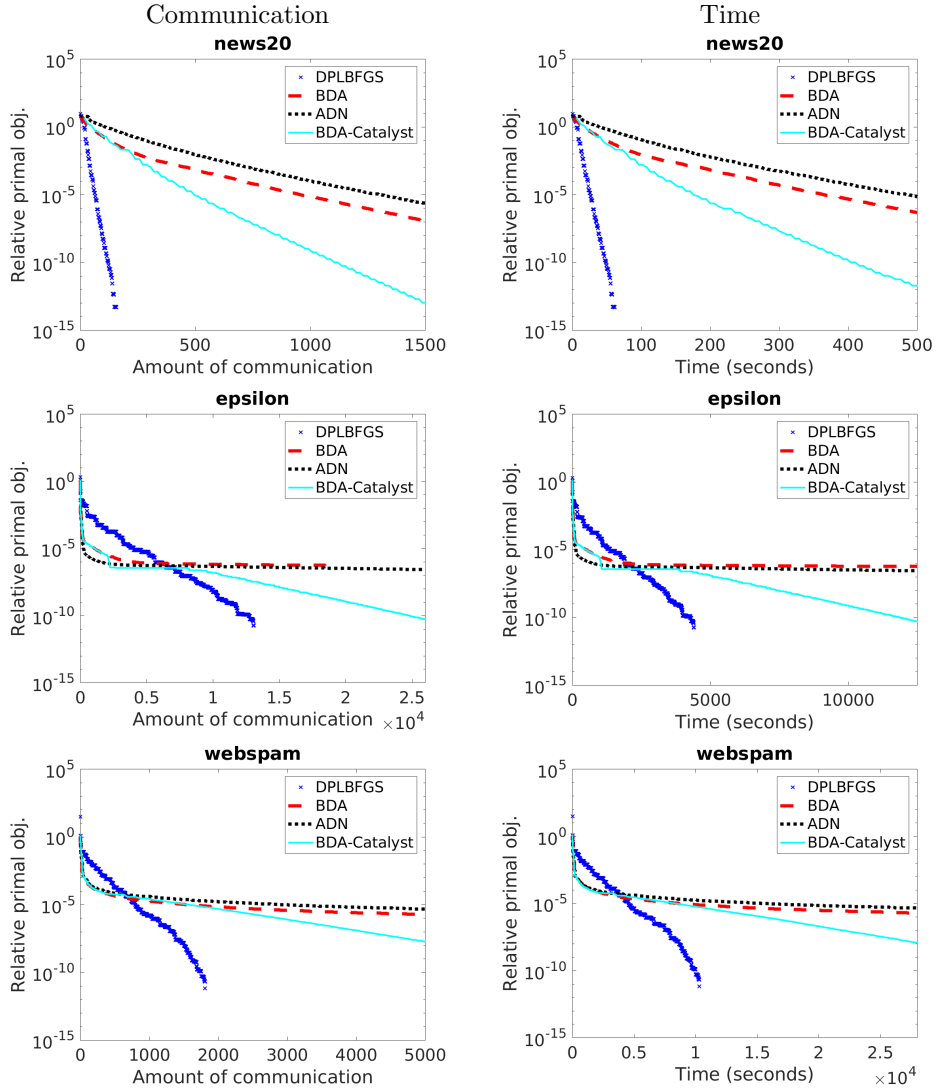 Communication
Time
news20
10^5
10^0
10^-5
10^-10
10^-15
Relative primal obj.
DPLBFGS
BDA
ADN
BDA-Catalyst
0 500 1000 1500
Amount of communication
news20
10^5
10^0
10^-5
10^-10
10^-15
Relative primal obj.
DPLBFGS
BDA
ADN
BDA-Catalyst
0 100 200 300 400 500
Time (seconds)
epsilon
10^5
10^0
10^-5
10^-10
10^-15
Relative primal obj.
DPLBFGS
BDA
ADN
BDA-Catalyst
0 0.5 1 1.5 2 2.5
Amount of communication ×10^4
epsilon
10^5
10^0
10^-5
10^-10
10^-15
Relative primal obj.
DPLBFGS
BDA
ADN
BDA-Catalyst
0 5000 10000
Time (seconds)
webspam
10^5
10^0
10^-5
10^-10
10^-15
Relative primal obj.
DPLBFGS
BDA
ADN
BDA-Catalyst
0 1000 2000 3000 4000 5000
Amount of communication
webspam
10^5
10^0
10^-5
10^-10
10^-15
Relative primal obj.
DPLBFGS
BDA
ADN
BDA-Catalyst
0 0.5 1 1.5 2 2.5
Time (seconds) ×10^4